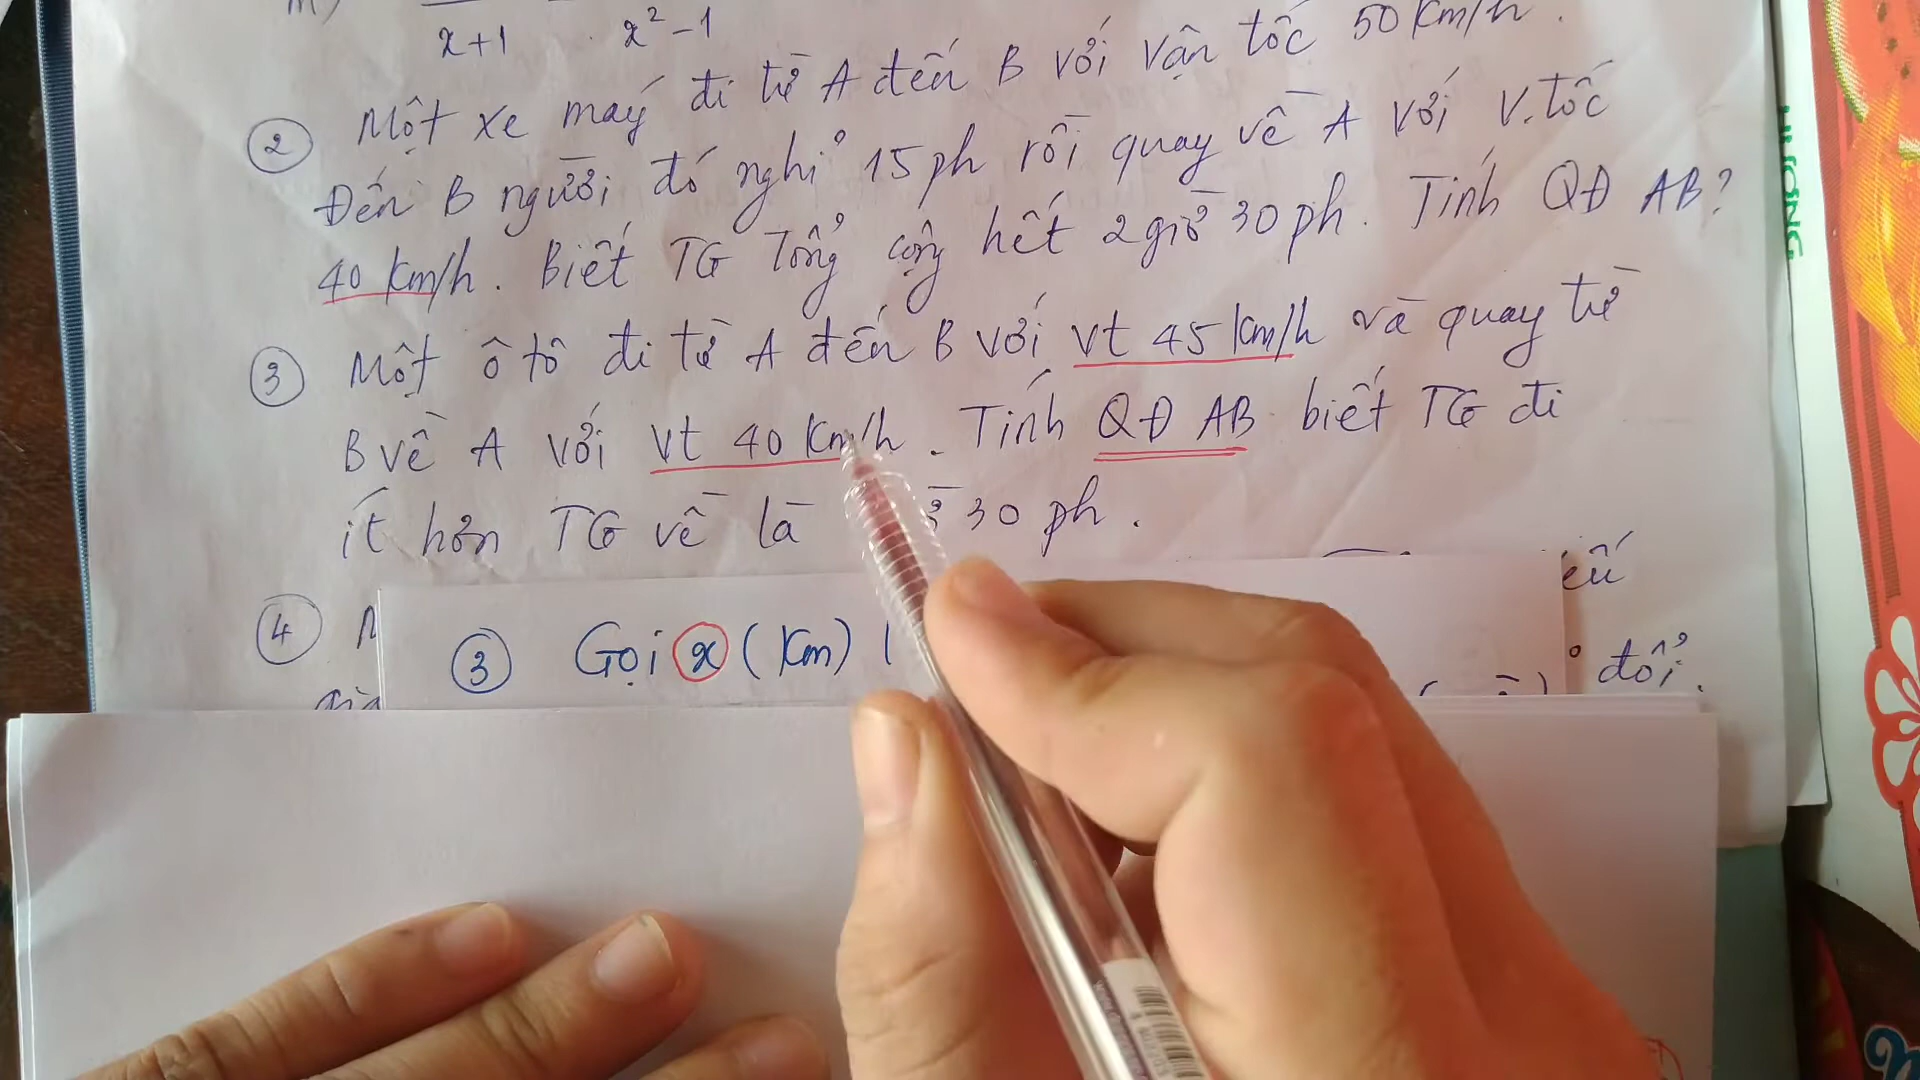 x+1 x²-1
② Một xe máy đi từ A đến B với vận tốc 50 km/h.
Đến B người đó nghỉ 15 ph rồi quay về A với v.tốc
40 km/h. Biết TG tổng cộng hết 2 giờ 30 ph. Tính QĐ AB?
③ Một ô tô đi từ A đến B với vt 45 km/h và quay từ
B về A với vt 40 km/h. Tính QĐ AB biết TG đi
ít hơn TG về là 30 ph.
④
③ Gọi x (km)
đổi.